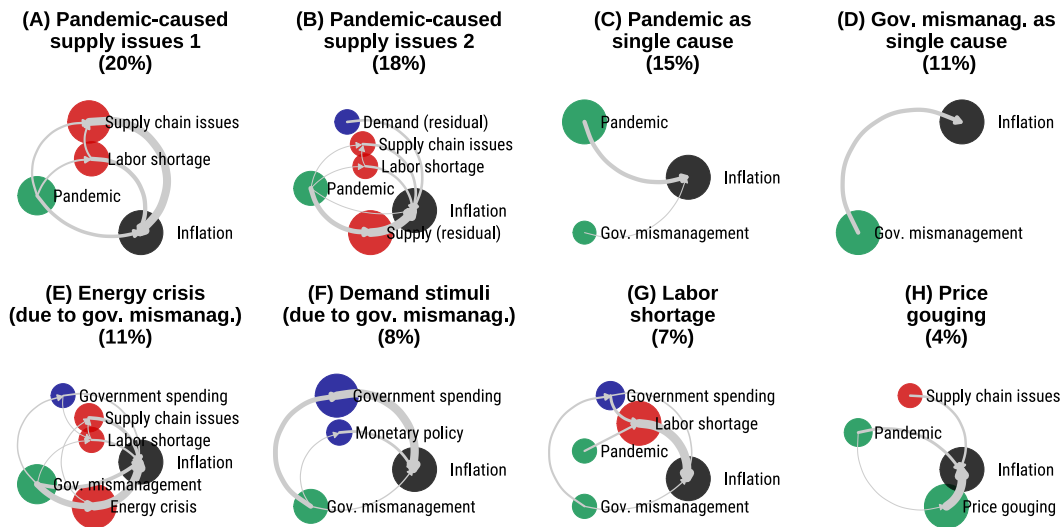 (A) Pandemic-caused
supply issues 1
(20%)
Supply chain issues
Labor shortage
Pandemic
Inflation
(B) Pandemic-caused
supply issues 2
(18%)
Demand (residual)
Supply chain issues
Labor shortage
Pandemic
Inflation
Supply (residual)
(C) Pandemic as
single cause
(15%)
Pandemic
Inflation
Gov. mismanagement
(D) Gov. mismanag. as
single cause
(11%)
Inflation
Gov. mismanagement
(E) Energy crisis
(due to gov. mismanag.)
(11%)
Government spending
Supply chain issues
Labor shortage
Inflation
Gov. mismanagement
Energy crisis
(F) Demand stimuli
(due to gov. mismanag.)
(8%)
Government spending
Monetary policy
Inflation
Gov. mismanagement
(G) Labor
shortage
(7%)
Government spending
Labor shortage
Pandemic
Inflation
Gov. mismanagement
(H) Price
gouging
(4%)
Supply chain issues
Pandemic
Inflation
Price gouging